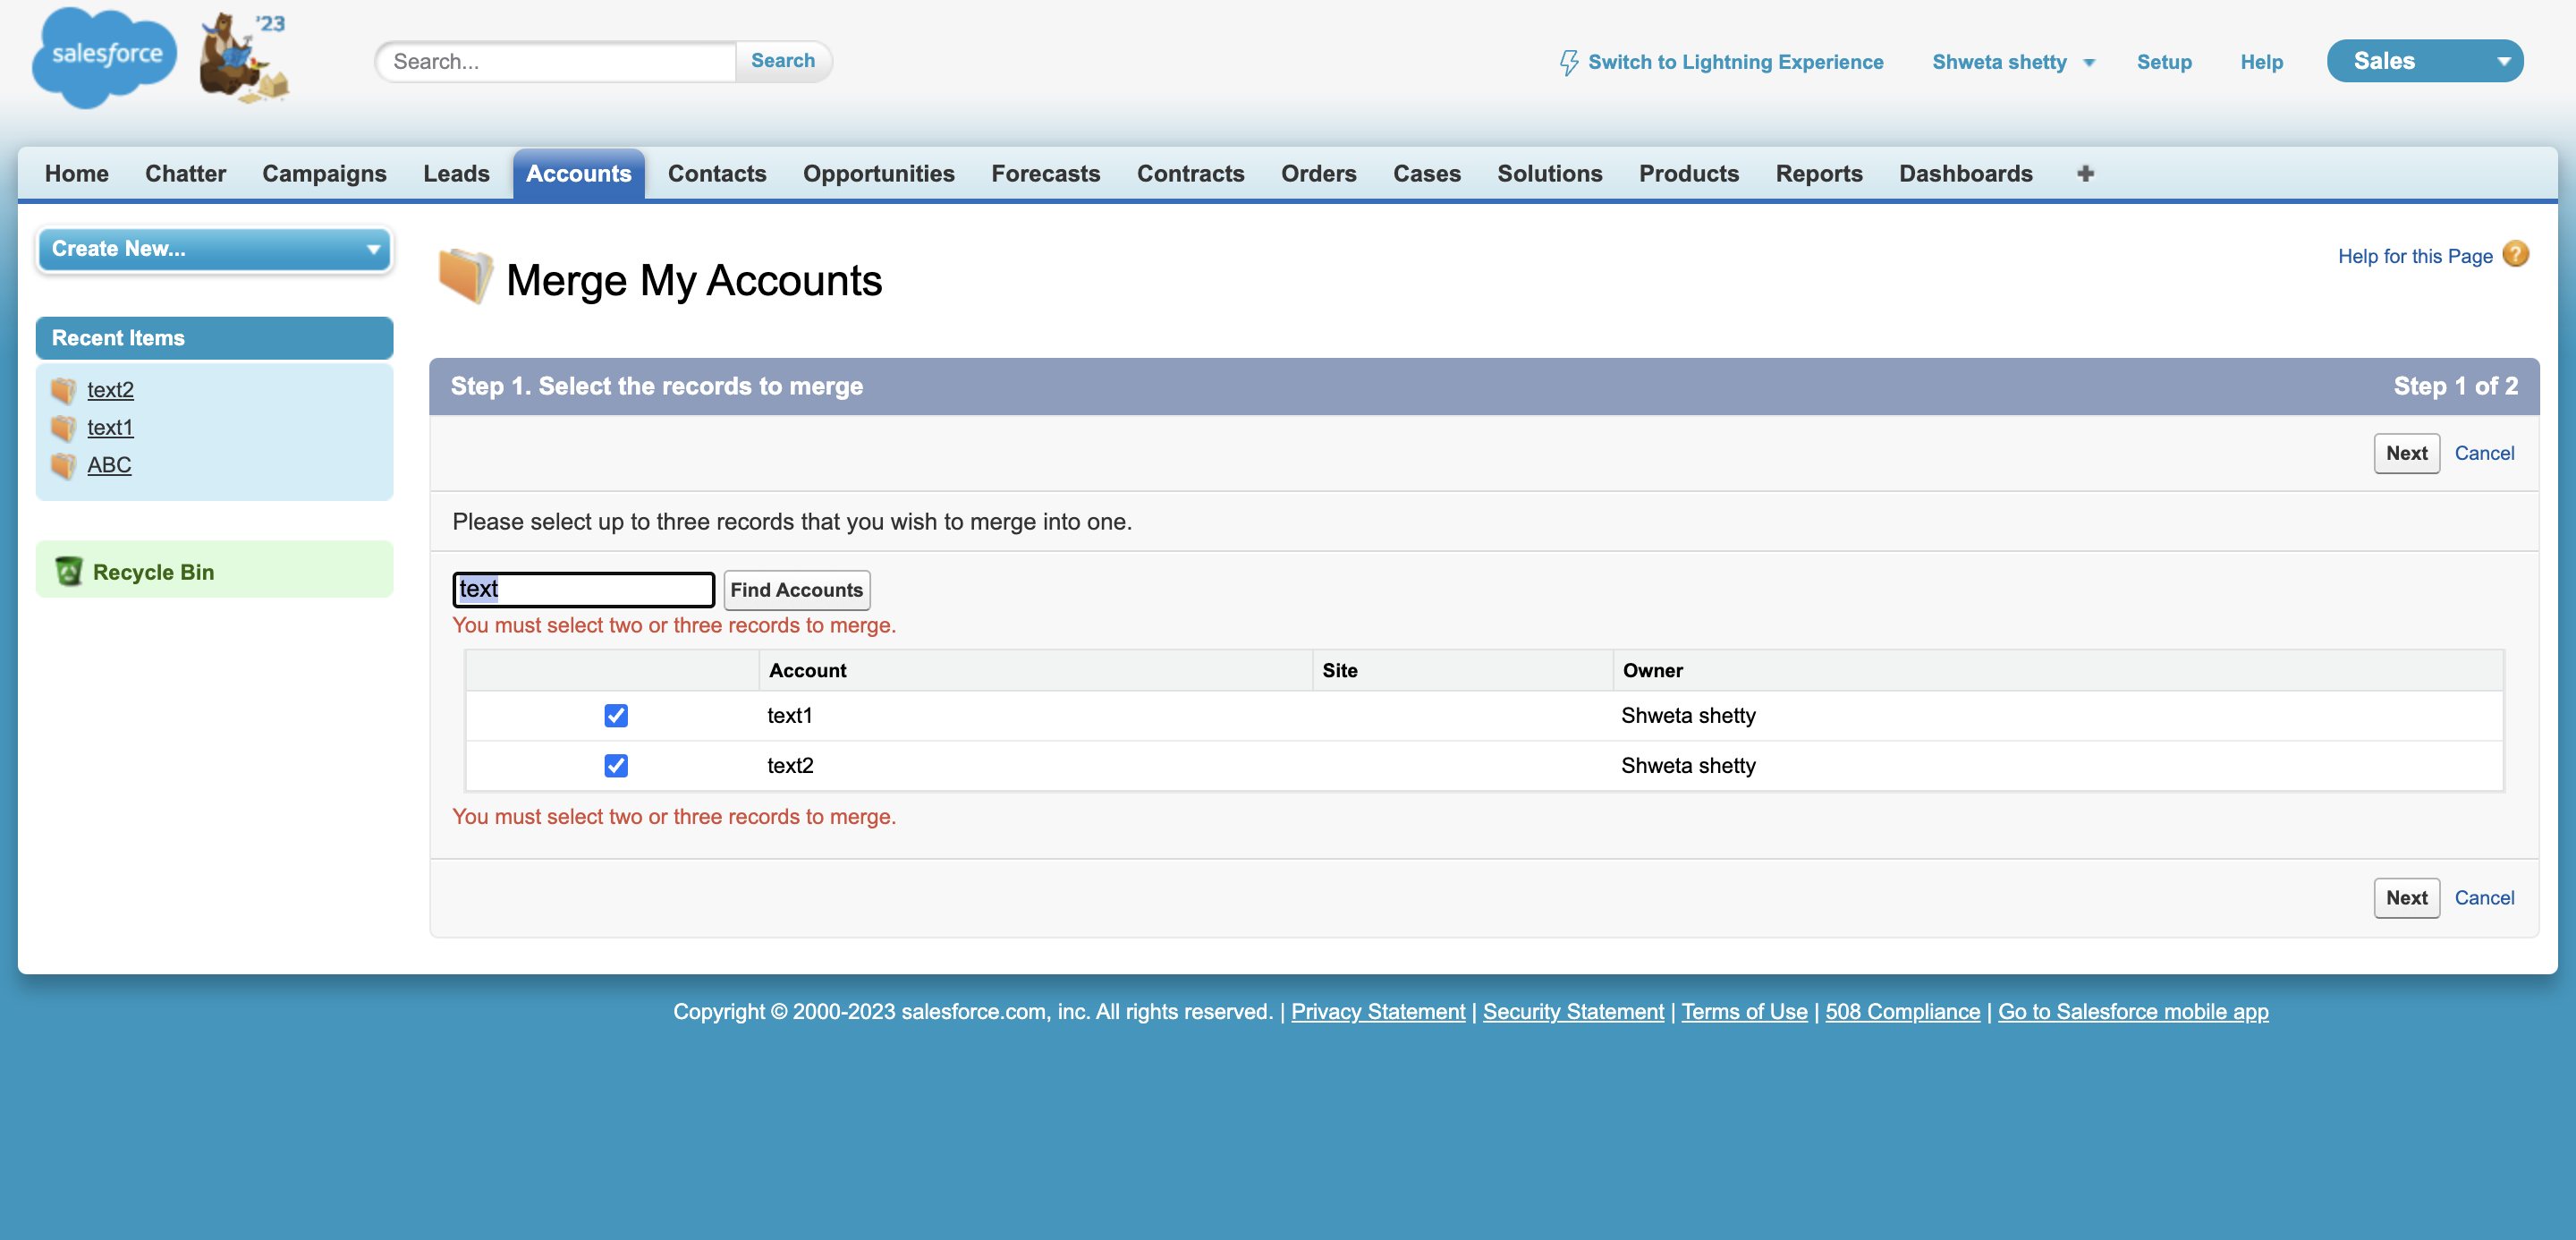 salesforce
'23
Search...
Search
Switch to Lightning Experience
Shweta shetty
Setup
Help
Sales
Home
Chatter
Campaigns
Leads
Accounts
Contacts
Opportunities
Forecasts
Contracts
Orders
Cases
Solutions
Products
Reports
Dashboards
Create New...
Recent Items
text2
text1
ABC
Recycle Bin
Merge My Accounts
Help for this Page
Step 1. Select the records to merge
Step 1 of 2
Next
Cancel
Please select up to three records that you wish to merge into one.
text
Find Accounts
You must select two or three records to merge.
Account
Site
Owner
text1
Shweta shetty
text2
Shweta shetty
You must select two or three records to merge.
Next
Cancel
Copyright © 2000-2023 salesforce.com, inc. All rights reserved. | Privacy Statement | Security Statement | Terms of Use | 508 Compliance | Go to Salesforce mobile app